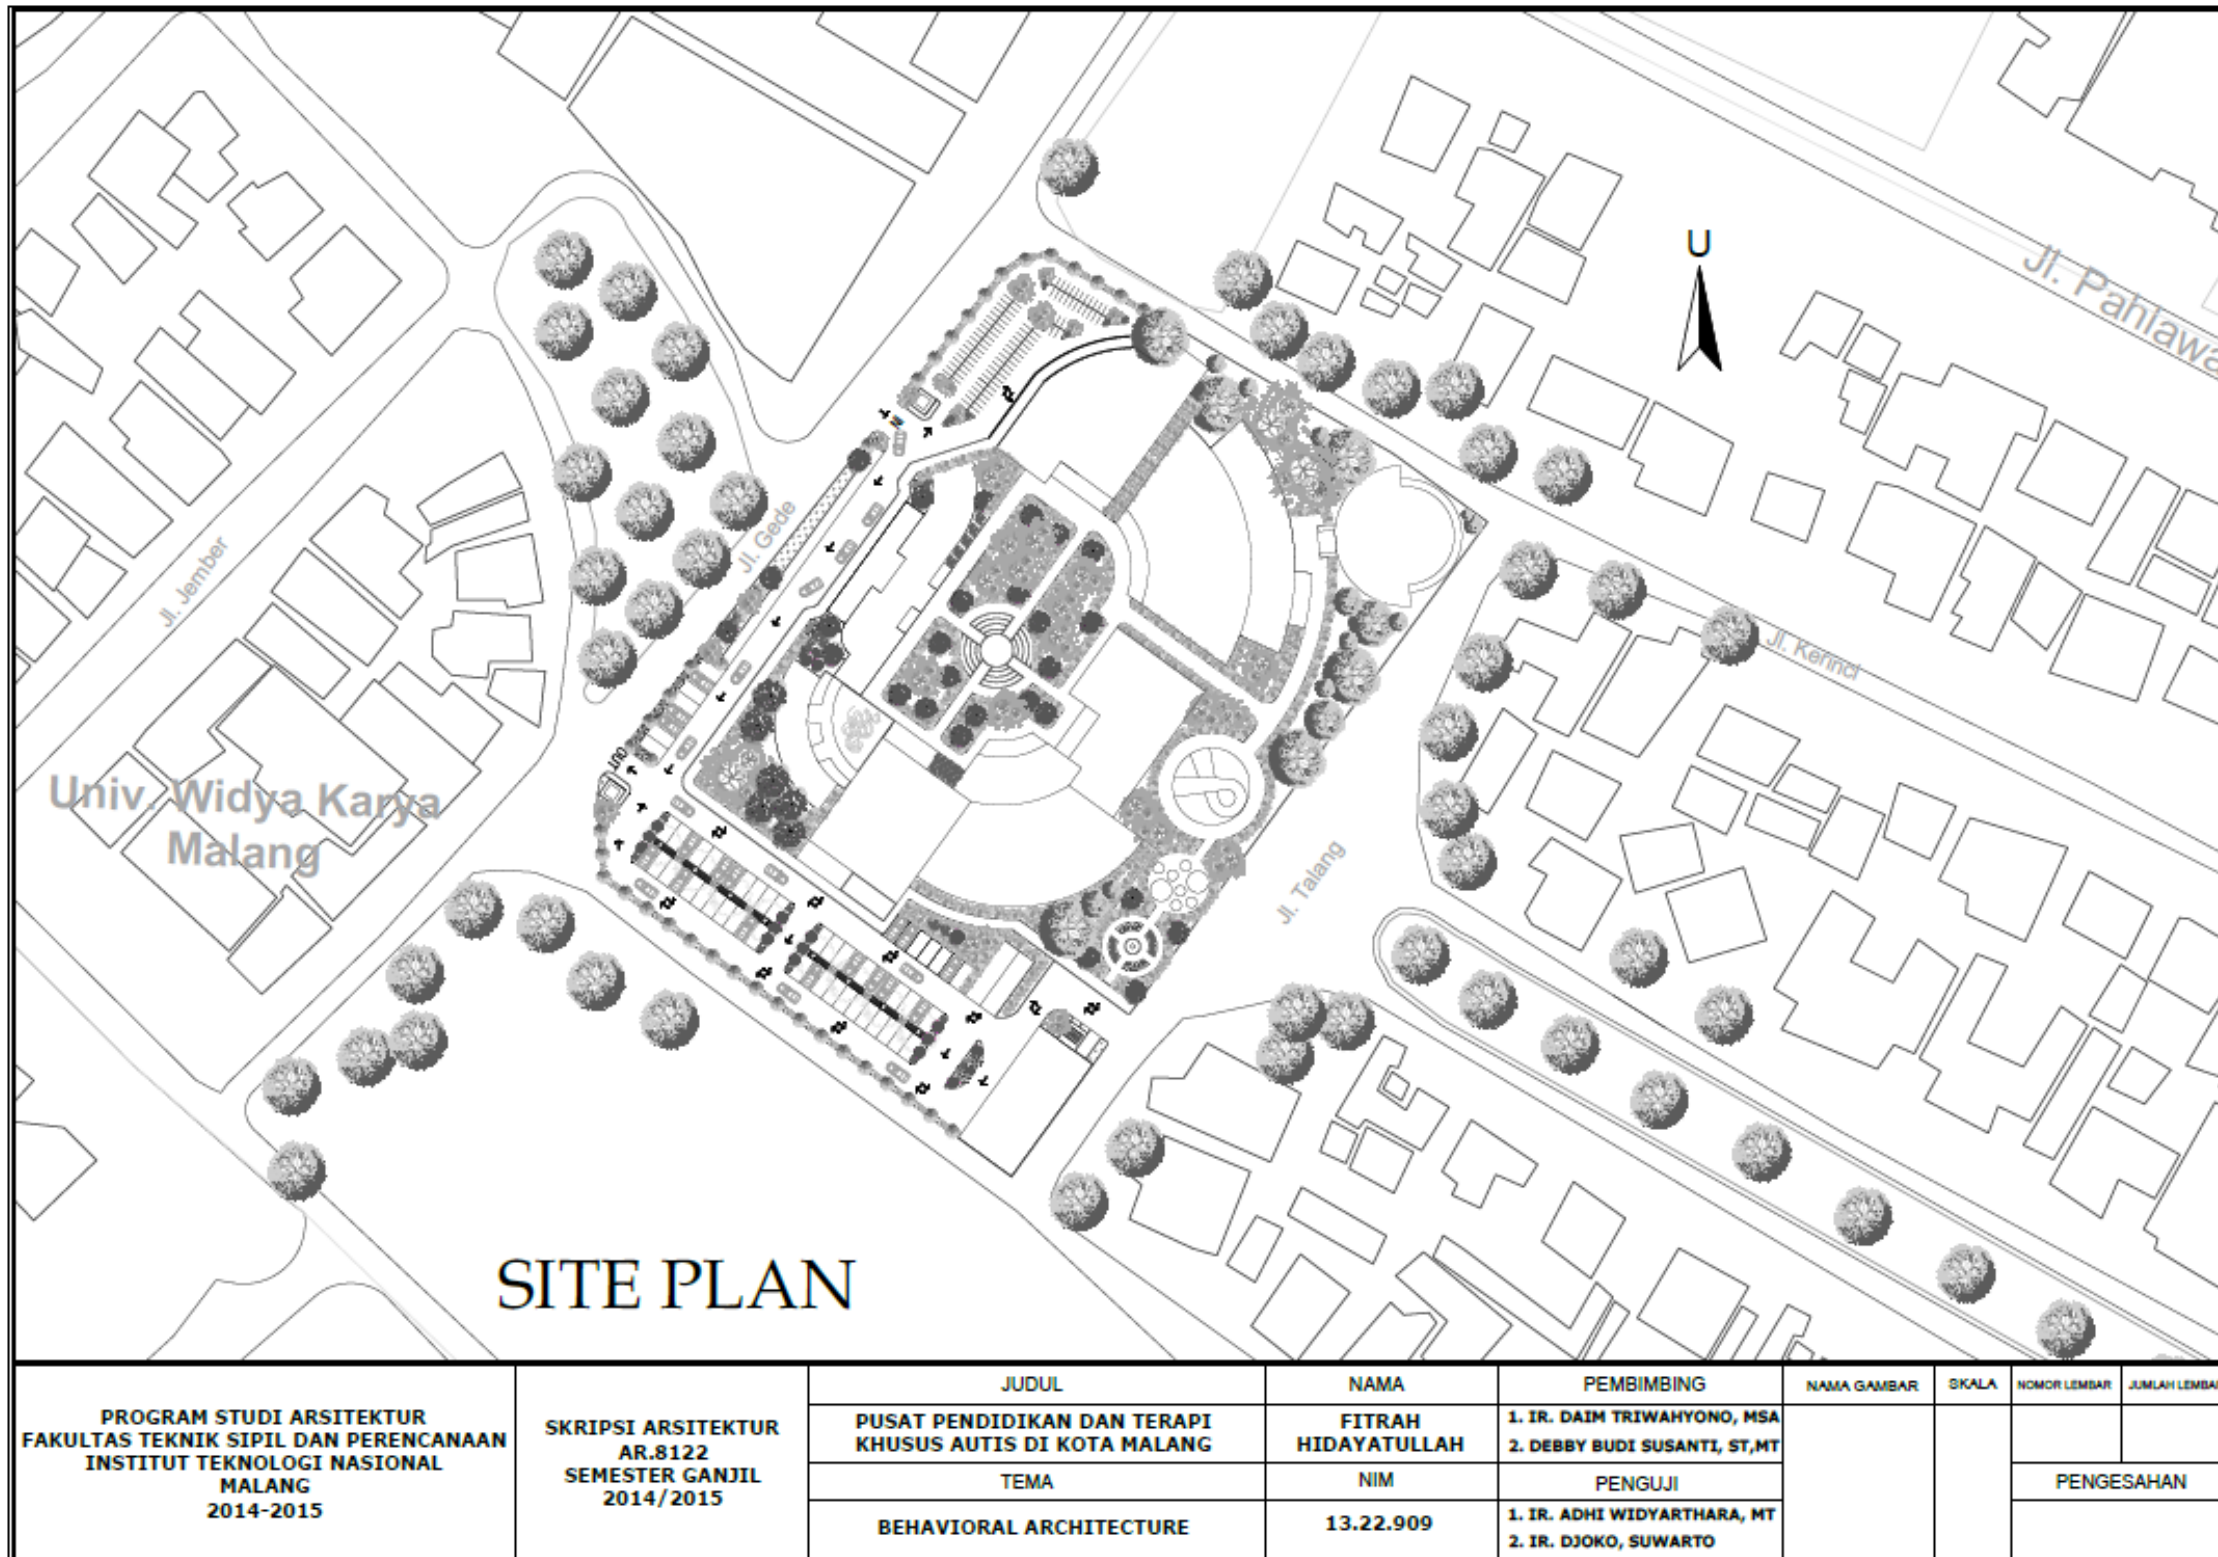 U
Jl. Pahlawa
Jl. Gede
Jl. Jember
Jl. Kerinci
OUT
Univ. Widya Karya
Malang
Jl. Talang
SITE PLAN
PROGRAM STUDI ARSITEKTUR
FAKULTAS TEKNIK SIPIL DAN PERENCANAAN
INSTITUT TEKNOLOGI NASIONAL
MALANG
2014-2015
SKRIPSI ARSITEKTUR
AR.8122
SEMESTER GANJIL
2014/2015
JUDUL
PUSAT PENDIDIKAN DAN TERAPI
KHUSUS AUTIS DI KOTA MALANG
TEMA
BEHAVIORAL ARCHITECTURE
NAMA
FITRAH
HIDAYATULLAH
NIM
13.22.909
PEMBIMBING
1. IR. DAIM TRIWAHYONO, MSA
2. DEBBY BUDI SUSANTI, ST,MT
PENGUJI
1. IR. ADHI WIDYARTHARA, MT
2. IR. DJOKO, SUWARTO
NAMA GAMBAR
SKALA
NOMOR LEMBAR
JUMLAH LEMBAR
PENGESAHAN